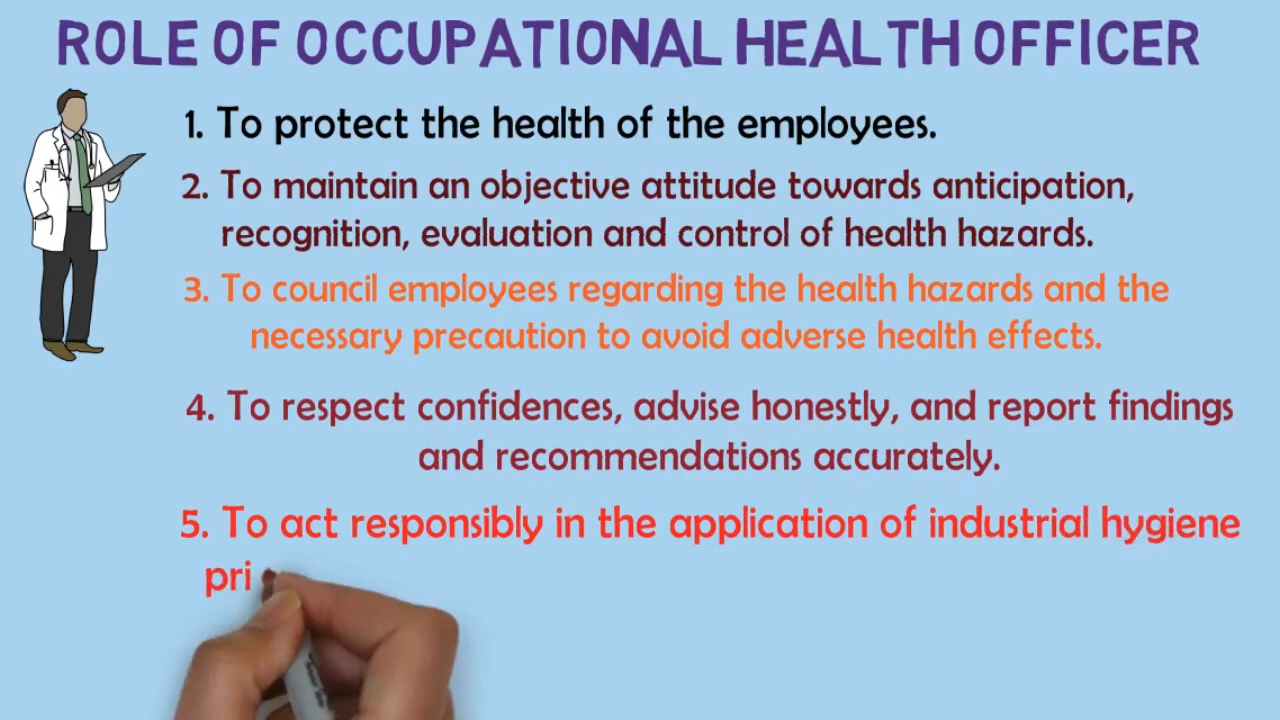 ROLE OF OCCUPATIONAL HEALTH OFFICER
1. To protect the health of the employees.
2. To maintain an objective attitude towards anticipation,
recognition, evaluation and control of health hazards.
3. To council employees regarding the health hazards and the
necessary precaution to avoid adverse health effects.
4. To respect confidences, advise honestly, and report findings
and recommendations accurately.
5. To act responsibly in the application of industrial hygiene
pri